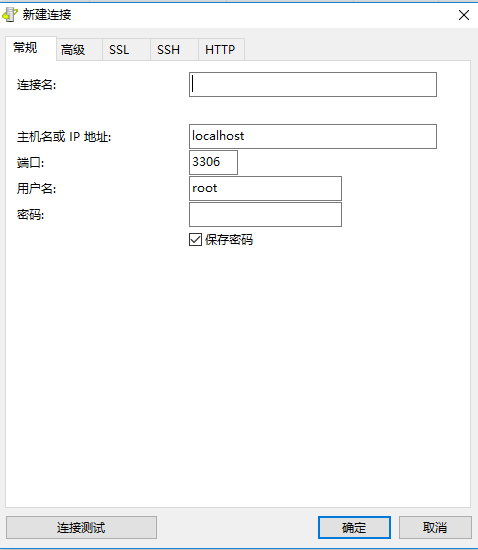 新建连接
常规 高级 SSL SSH HTTP
连接名:
主机名或 IP 地址: localhost
端口: 3306
用户名: root
密码:
保存密码
连接测试 确定 取消